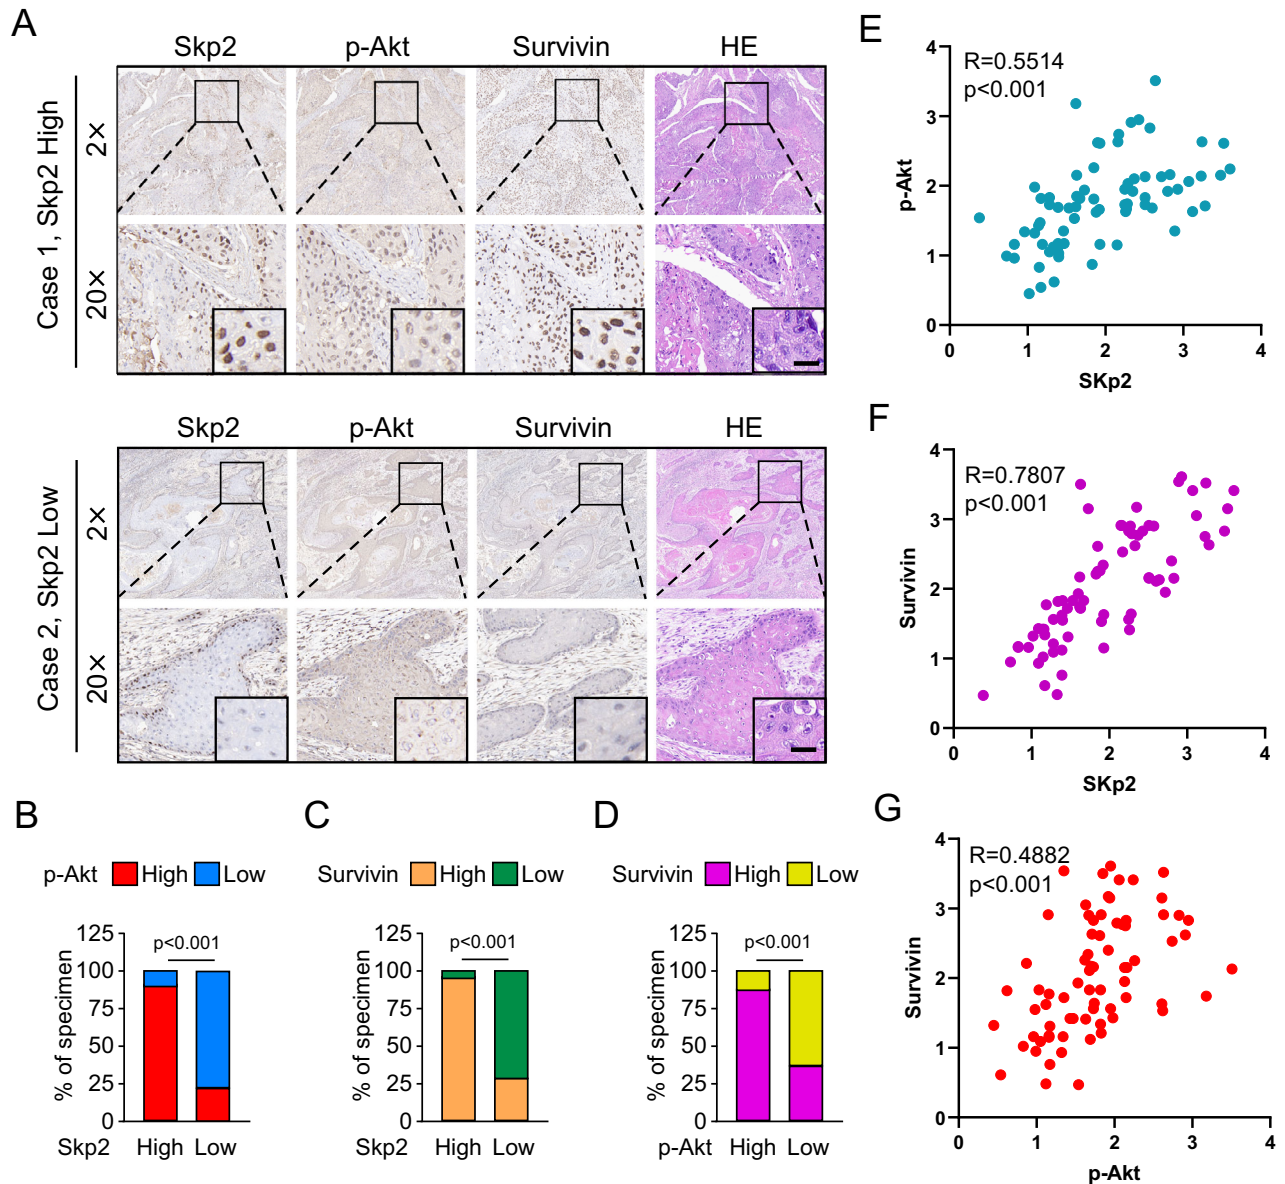 A
Skp2 p-Akt Survivin HE
Case 1, Skp2 High
2×
20×
Skp2 p-Akt Survivin HE
Case 2, Skp2 Low
2×
20×
B
p-Akt High Low
% of specimen
125
100
75
50
25
0
p<0.001
Skp2 High Low
C
Survivin High Low
% of specimen
125
100
75
50
25
0
p<0.001
Skp2 High Low
D
Survivin High Low
% of specimen
125
100
75
50
25
0
p<0.001
p-Akt High Low
E
R=0.5514
p<0.001
p-Akt
4
3
2
1
0
0 1 2 3 4
SKp2
F
R=0.7807
p<0.001
Survivin
4
3
2
1
0
0 1 2 3 4
SKp2
G
R=0.4882
p<0.001
Survivin
4
3
2
1
0
0 1 2 3 4
p-Akt